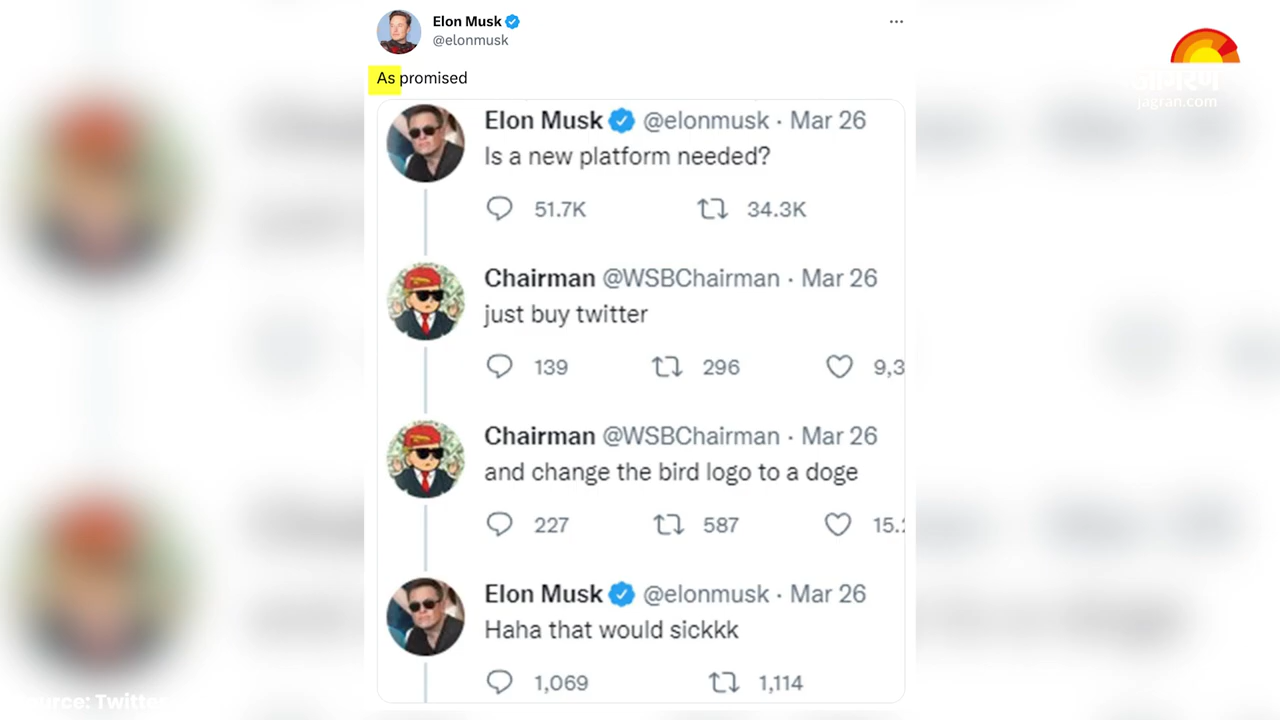 Elon Musk
@elonmusk
As promised
Elon Musk @elonmusk · Mar 26
Is a new platform needed?
51.7K 34.3K
Chairman @WSBChairman · Mar 26
just buy twitter
139 296 9,3
Chairman @WSBChairman · Mar 26
and change the bird logo to a doge
227 587 15.2
Elon Musk @elonmusk · Mar 26
Haha that would sickkk
1,069 1,114
जागरण
jagran.com
ource: Twitter